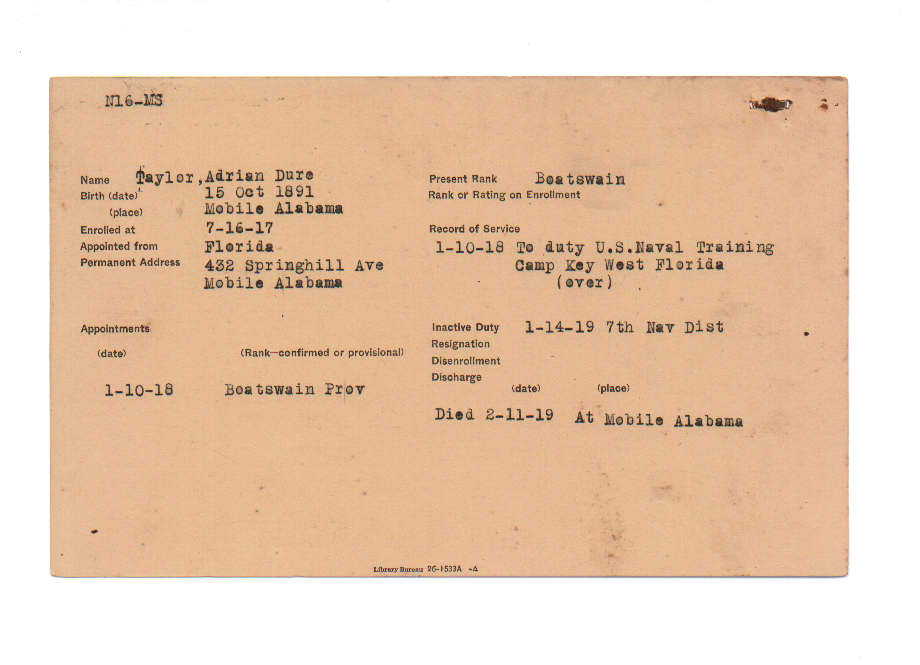 N16-MS
Name Taylor,Adrian Dure
Birth (date) 15 Oct 1891
(place) Mobile Alabama
Enrolled at 7-16-17
Appointed from Florida
Permanent Address 432 Springhill Ave
Mobile Alabama
Appointments
(date) (Rank—confirmed or provisional)
1-10-18 Boatswain Prov
Present Rank Boatswain
Rank or Rating on Enrollment
Record of Service
1-10-18 To duty U.S.Naval Training
Camp Key West Florida
(over)
Inactive Duty 1-14-19 7th Nav Dist
Resignation
Disenrollment
Discharge
(date) (place)
Died 2-11-19 At Mobile Alabama
Library Bureau 26-1533A -A